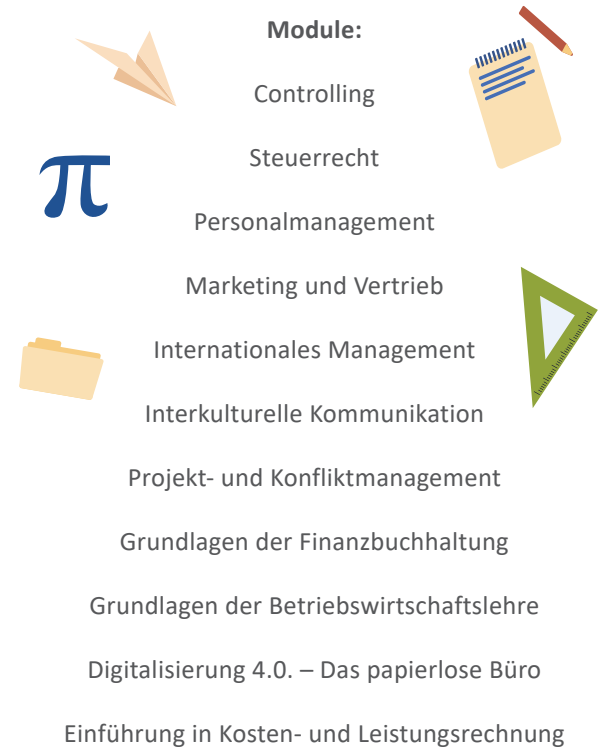 Module:
Controlling
Steuerrecht
Personalmanagement
Marketing und Vertrieb
Internationales Management
Interkulturelle Kommunikation
Projekt- und Konfliktmanagement
Grundlagen der Finanzbuchhaltung
Grundlagen der Betriebswirtschaftslehre
Digitalisierung 4.0. – Das papierlose Büro
Einführung in Kosten- und Leistungsrechnung
π